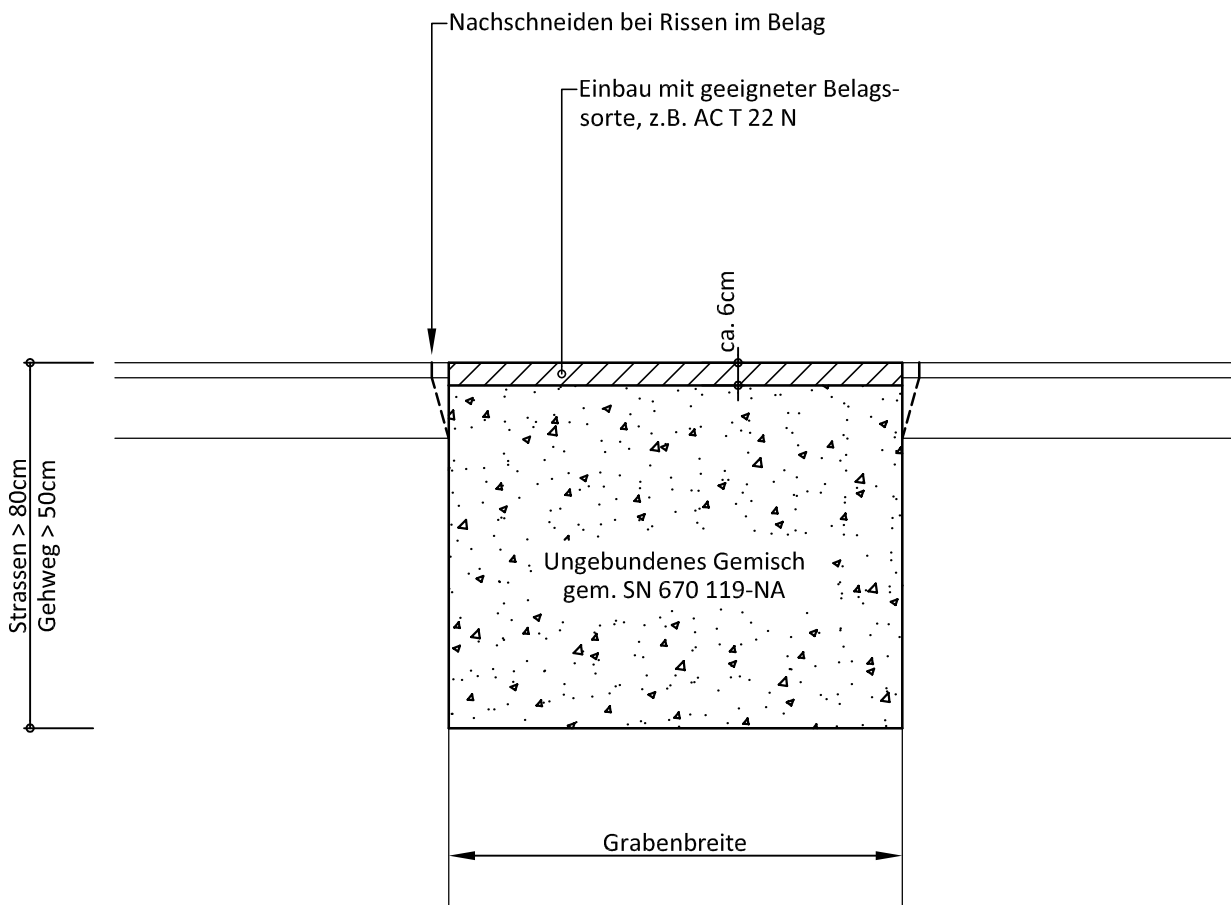 Nachschneiden bei Rissen im Belag
Einbau mit geeigneter Belags-
sorte, z.B. AC T 22 N
ca. 6cm
Strassen > 80cm
Gehweg > 50cm
Ungebundenes Gemisch
gem. SN 670 119-NA
Grabenbreite